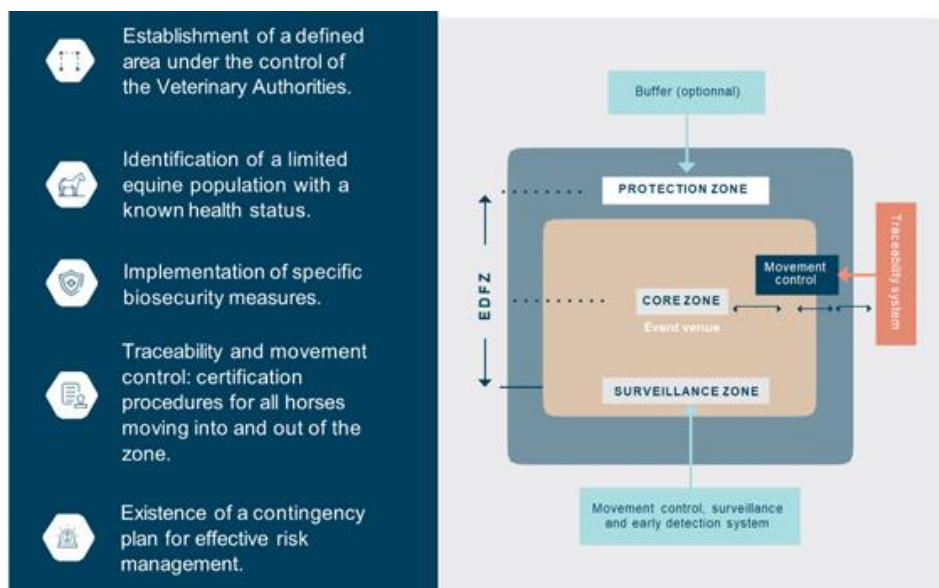 Establishment of a defined
area under the control of
the Veterinary Authorities.
Identification of a limited
equine population with a
known health status.
Implementation of specific
biosecurity measures.
Traceability and movement
control: certification
procedures for all horses
moving into and out of the
zone.
Existence of a contingency
plan for effective risk
management.
Buffer (optionnal)
PROTECTION ZONE
EDFZ
Movement
control
Traceability system
CORE ZONE
Event venue
SURVEILLANCE ZONE
Movement control, surveillance
and early detection system